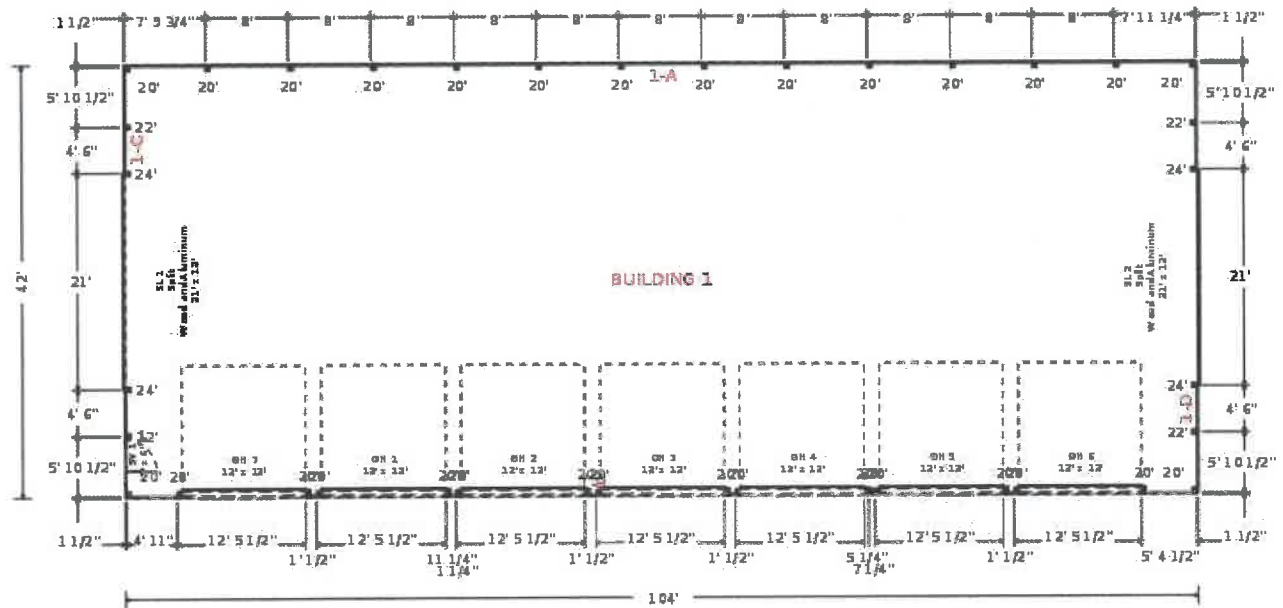 1 1/2" 7' 9 3/4" 8' 8' 8' 8' 8' 8' 8' 8' 8' 8' 8' 7' 11 1/4" 1 1/2"
1-A
20' 20' 20' 20' 20' 20' 20' 20' 20' 20' 20' 20' 20' 20'
5' 10 1/2" 5' 10 1/2"
22' 22'
1-C
4' 6" 4' 6"
24' 24'
SL 2
Split
Wood and Aluminum
21' x 12'
SL 2
Split
Wood and Aluminum
21' x 12'
42' 21' BUILDING 1 21'
24' 24'
4' 6" 1-D 4' 6"
22'
5' 10 1/2" 5' 10 1/2"
OH 7 OH 1 OH 2 OH 3 OH 4 OH 5 OH 6
12' x 12' 12' x 12' 12' x 12' 12' x 12' 12' x 12' 12' x 12' 12' x 12'
20' 20' 20' 20'
1 1/2" 4' 11" 12' 5 1/2" 12' 5 1/2" 12' 5 1/2" 12' 5 1/2" 12' 5 1/2" 12' 5 1/2" 12' 5 1/2" 1 1/2"
1' 1/2" 11 1/4" 1' 1/2" 1' 1/2" 5 1/4" 1' 1/2" 5' 4 1/2"
1 1/4" 7 1/4"
104'